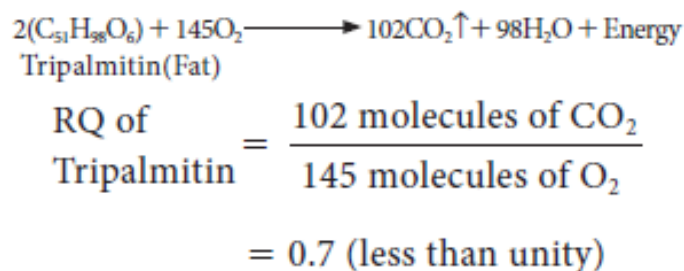 2(C₅₁H₉₈O₆) + 145O₂ ⟶ 102CO₂↑ + 98H₂O + Energy
Tripalmitin(Fat)
RQ of Tripalmitin = 102 molecules of CO₂ / 145 molecules of O₂
= 0.7 (less than unity)